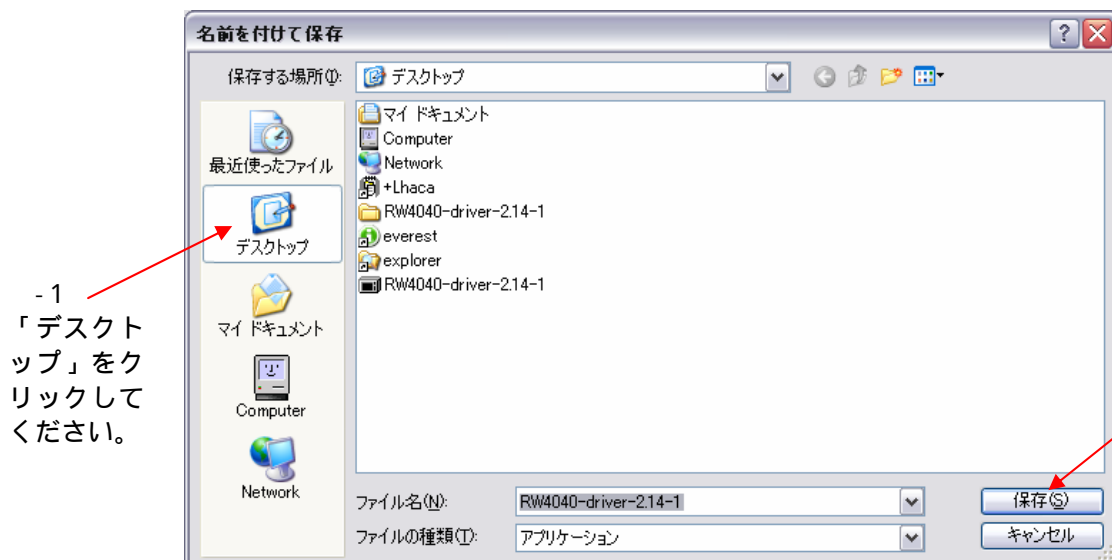 名前を付けて保存
保存する場所(I):
デスクトップ
最近使ったファイル
デスクトップ
マイ ドキュメント
Computer
Network
マイ ドキュメント
Computer
Network
+Lhaca
RW4040-driver-2.14-1
everest
explorer
RW4040-driver-2.14-1
ファイル名(N):
RW4040-driver-2.14-1
保存(S)
ファイルの種類(T):
アプリケーション
キャンセル
-1
「デスクト
ップ」をク
リックして
ください。